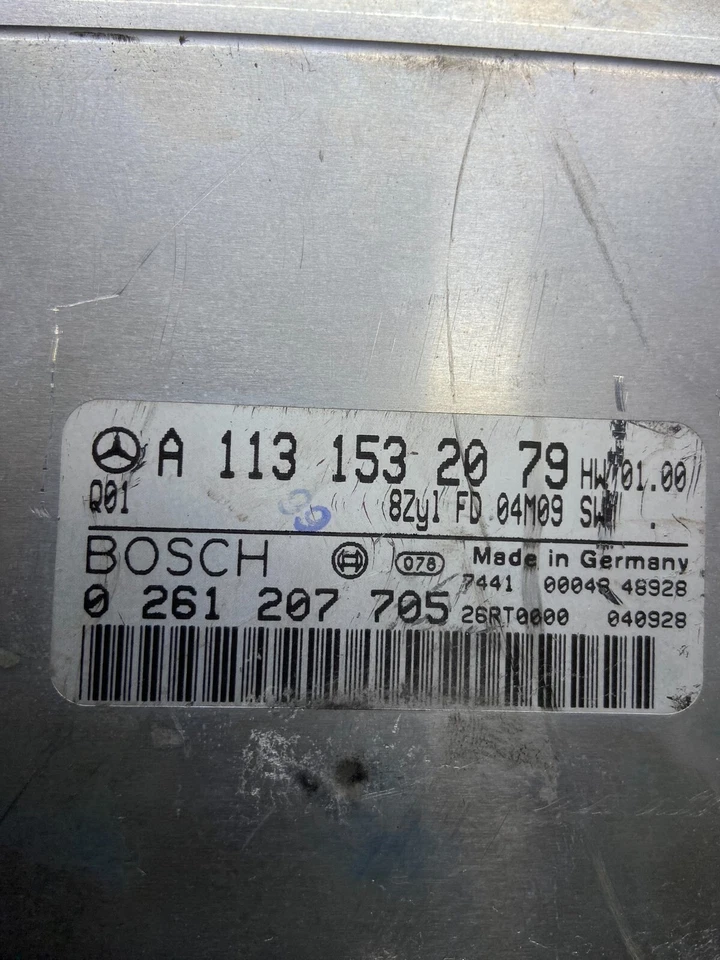 A 113 153 20 79 HW 01.00
Q01 8Zyl FD 04M09 SW .
BOSCH 078 Made in Germany
7441 00048 48928
0 261 207 705 26RT0000 040928